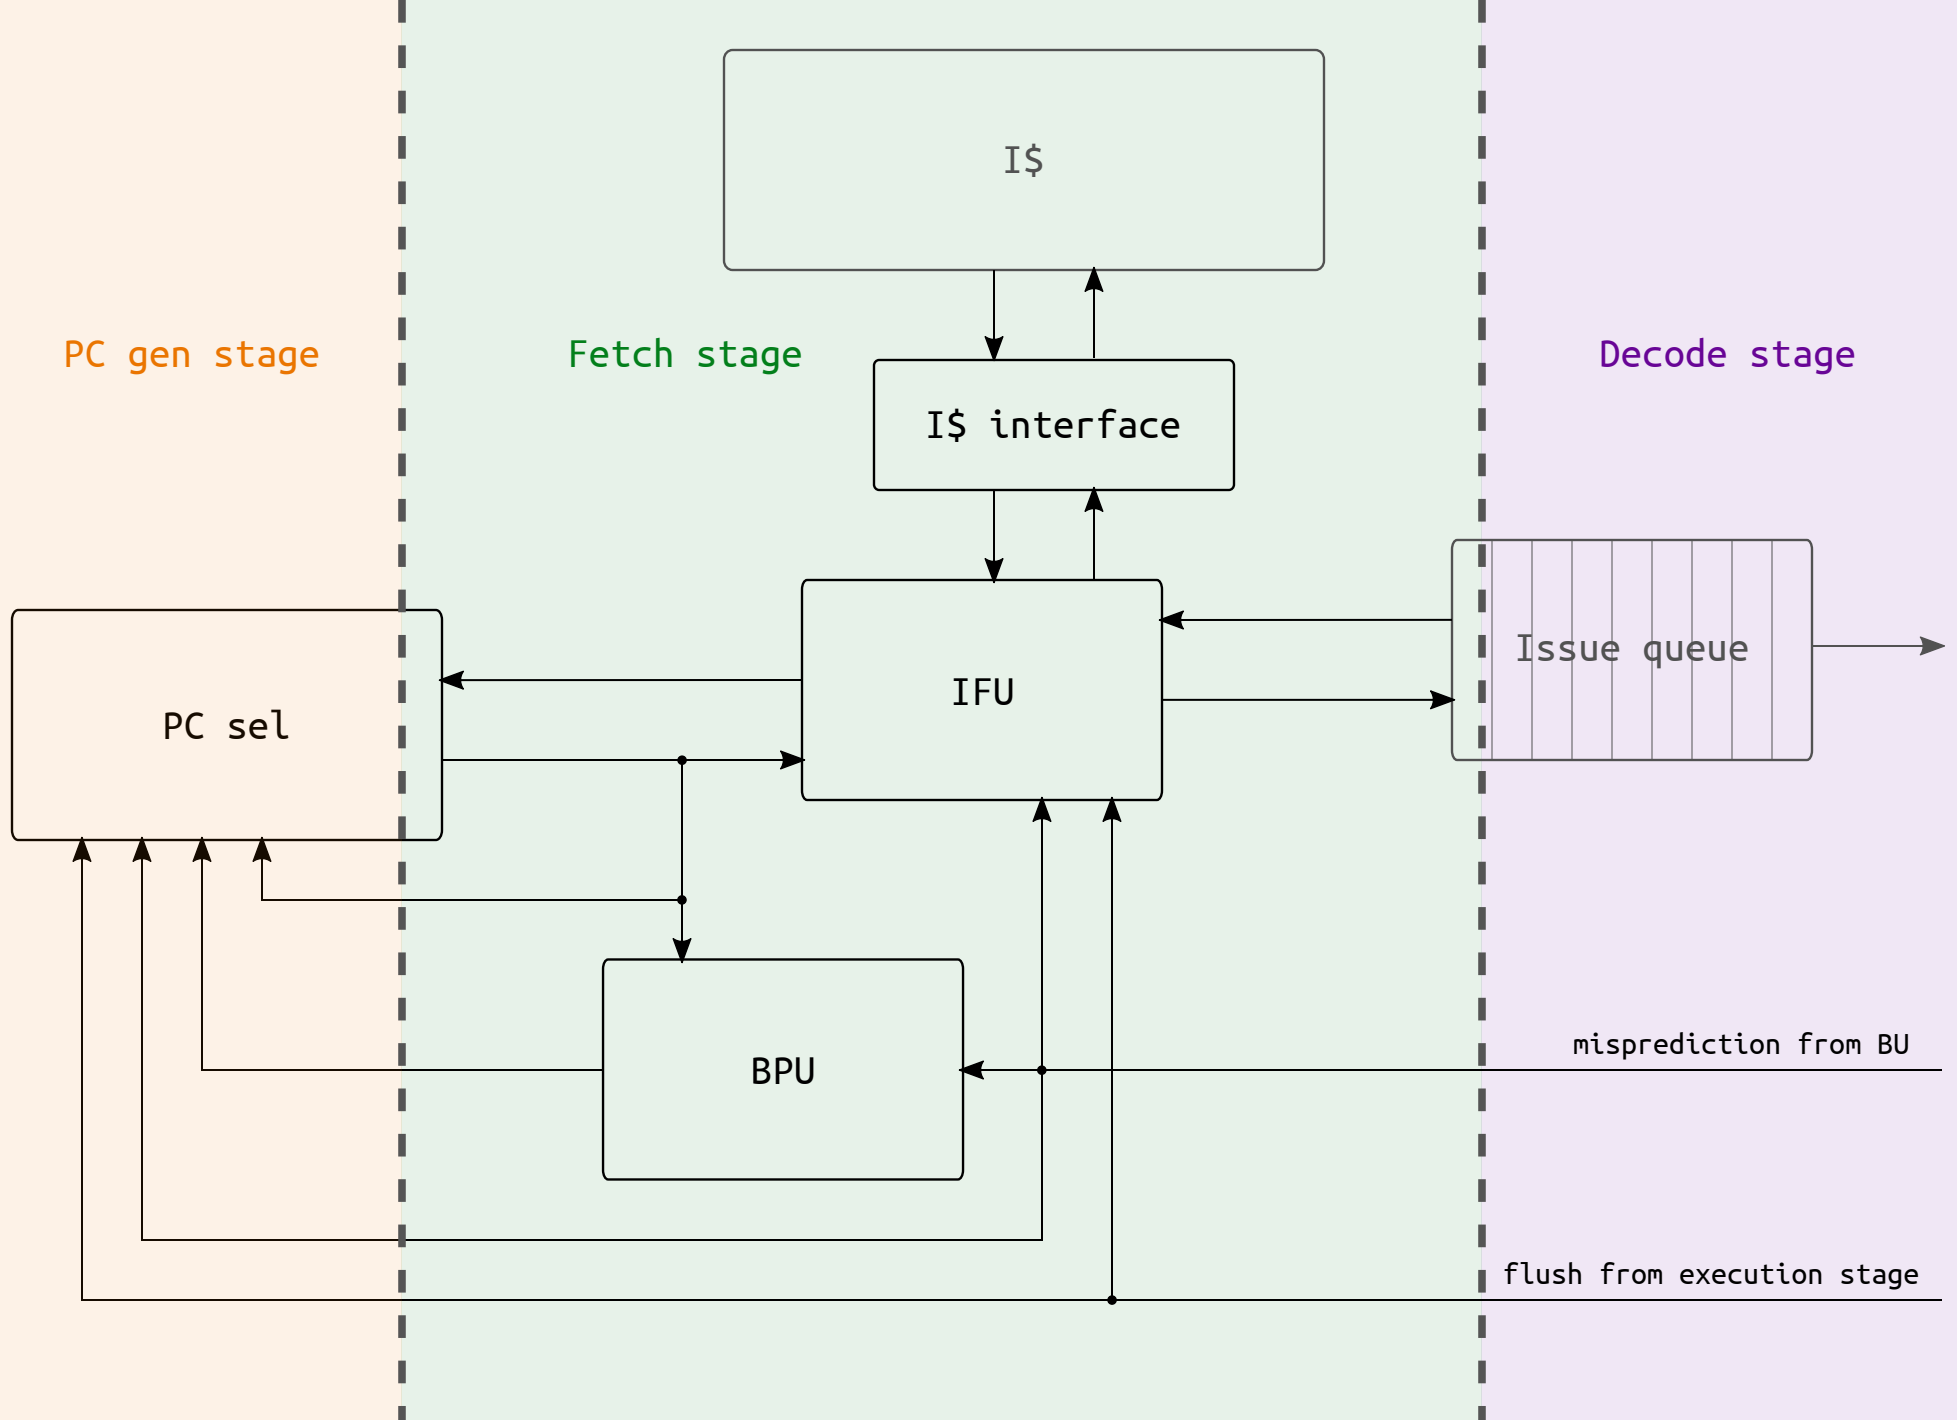 I$
PC gen stage
Fetch stage
Decode stage
I$ interface
Issue queue
IFU
PC sel
misprediction from BU
BPU
flush from execution stage